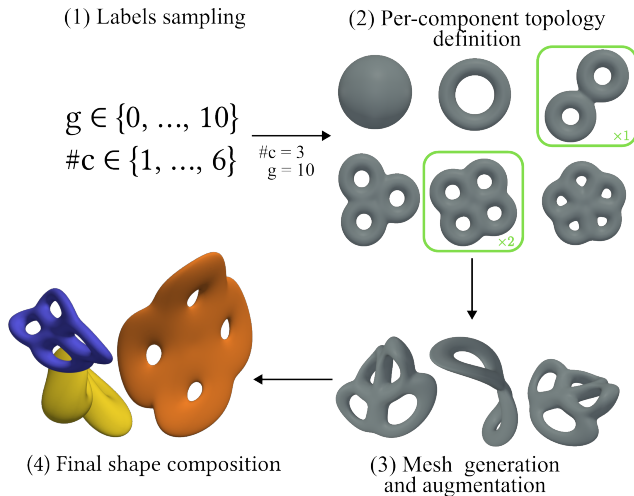 (1) Labels sampling
g ∈ {0, ..., 10}
#c ∈ {1, ..., 6}
#c = 3
g = 10
(2) Per-component topology
definition
×1
×2
(3) Mesh generation
and augmentation
(4) Final shape composition